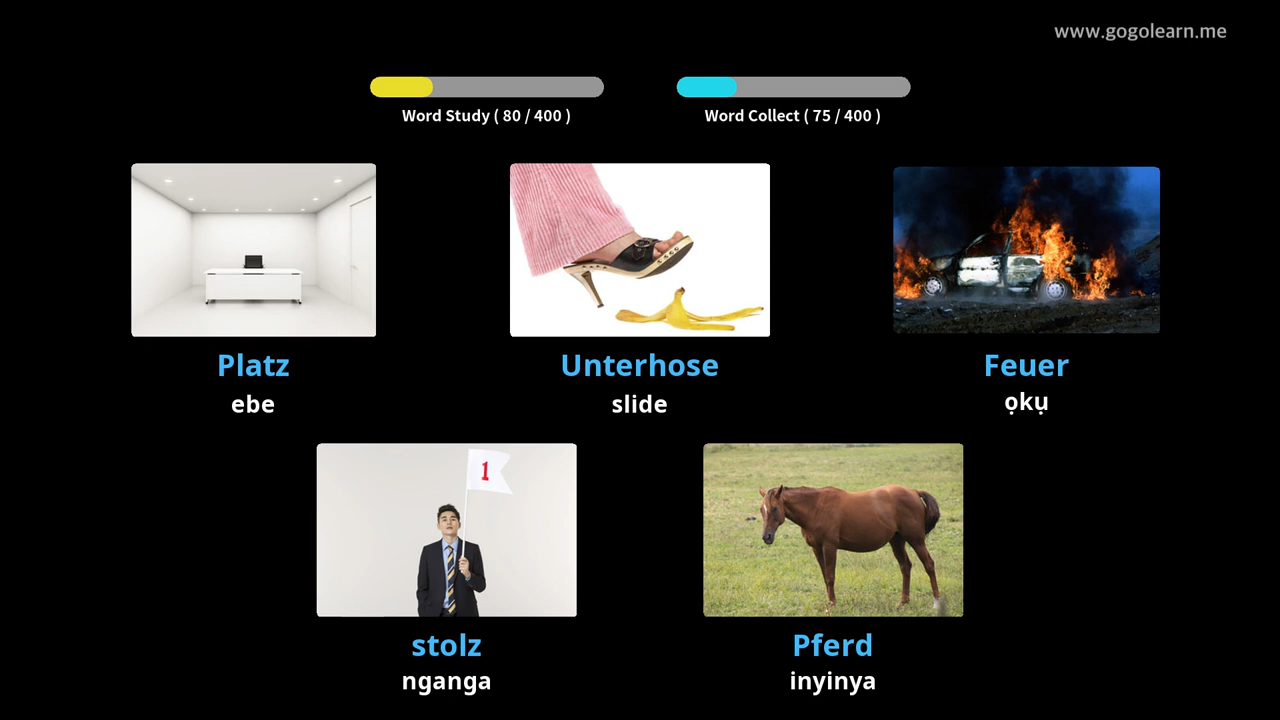 www.gogolearn.me
Word Study ( 80 / 400 )
Word Collect ( 75 / 400 )
Platz
ebe
Unterhose
slide
Feuer
ọkụ
1
stolz
nganga
Pferd
inyinya